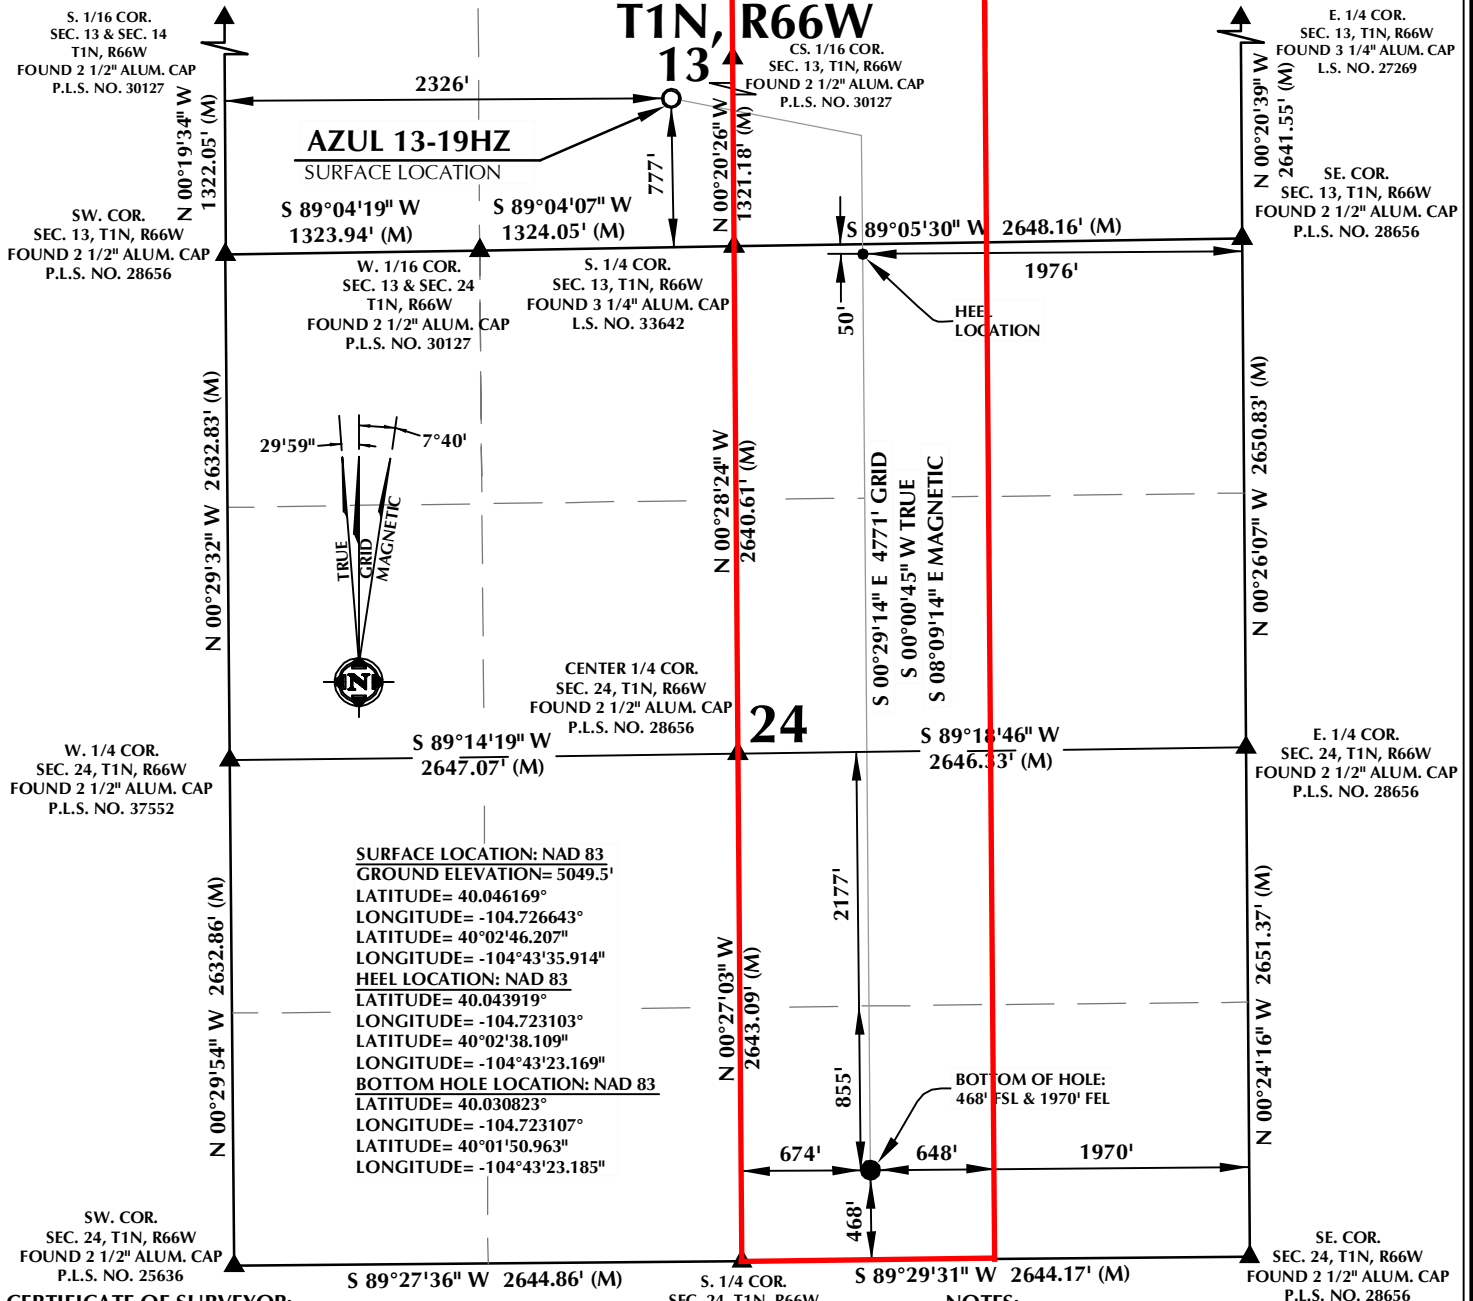 T1N, R66W
13
S. 1/16 COR.
SEC. 13 & SEC. 14
T1N, R66W
FOUND 2 1/2" ALUM. CAP
P.L.S. NO. 30127
2326'
CS. 1/16 COR.
SEC. 13, T1N, R66W
FOUND 2 1/2" ALUM. CAP
P.L.S. NO. 30127
E. 1/4 COR.
SEC. 13, T1N, R66W
FOUND 3 1/4" ALUM. CAP
L.S. NO. 27269
N 00°19'34" W
1322.05' (M)
AZUL 13-19HZ
SURFACE LOCATION
777'
N 00°20'26" W
1321.18' (M)
N 00°20'39" W
2641.55' (M)
SW. COR.
SEC. 13, T1N, R66W
FOUND 2 1/2" ALUM. CAP
P.L.S. NO. 28656
S 89°04'19" W
1323.94' (M)
S 89°04'07" W
1324.05' (M)
S 89°05'30" W 2648.16' (M)
SE. COR.
SEC. 13, T1N, R66W
FOUND 2 1/2" ALUM. CAP
P.L.S. NO. 28656
W. 1/16 COR.
SEC. 13 & SEC. 24
T1N, R66W
FOUND 2 1/2" ALUM. CAP
P.L.S. NO. 30127
S. 1/4 COR.
SEC. 13, T1N, R66W
FOUND 3 1/4" ALUM. CAP
L.S. NO. 33642
1976'
50'
HEEL
LOCATION
N 00°29'32" W 2632.83' (M)
29'59"
7°40'
TRUE
GRID
MAGNETIC
N
N 00°28'24" W
2640.61' (M)
S 00°29'14" E 4771' GRID
S 00°00'45" W TRUE
S 08°09'14" E MAGNETIC
N 00°26'07" W 2650.83' (M)
CENTER 1/4 COR.
SEC. 24, T1N, R66W
FOUND 2 1/2" ALUM. CAP
P.L.S. NO. 28656
24
W. 1/4 COR.
SEC. 24, T1N, R66W
FOUND 2 1/2" ALUM. CAP
P.L.S. NO. 37552
S 89°14'19" W
2647.07' (M)
S 89°18'46" W
2646.33' (M)
E. 1/4 COR.
SEC. 24, T1N, R66W
FOUND 2 1/2" ALUM. CAP
P.L.S. NO. 28656
SURFACE LOCATION: NAD 83
GROUND ELEVATION= 5049.5'
LATITUDE= 40.046169°
LONGITUDE= -104.726643°
LATITUDE= 40°02'46.207"
LONGITUDE= -104°43'35.914"
HEEL LOCATION: NAD 83
LATITUDE= 40.043919°
LONGITUDE= -104.723103°
LATITUDE= 40°02'38.109"
LONGITUDE= -104°43'23.169"
BOTTOM HOLE LOCATION: NAD 83
LATITUDE= 40.030823°
LONGITUDE= -104.723107°
LATITUDE= 40°01'50.963"
LONGITUDE= -104°43'23.185"
N 00°29'54" W 2632.86' (M)
N 00°27'03" W
2643.09' (M)
2177'
855'
BOTTOM OF HOLE:
468' FSL & 1970' FEL
N 00°24'16" W 2651.37' (M)
674'
648'
1970'
468'
SW. COR.
SEC. 24, T1N, R66W
FOUND 2 1/2" ALUM. CAP
P.L.S. NO. 25636
S 89°27'36" W 2644.86' (M)
S. 1/4 COR.
SEC. 24, T1N, R66W
S 89°29'31" W 2644.17' (M)
SE. COR.
SEC. 24, T1N, R66W
FOUND 2 1/2" ALUM. CAP
P.L.S. NO. 28656
CERTIFICATE OF SURVEYOR:
NOTES: